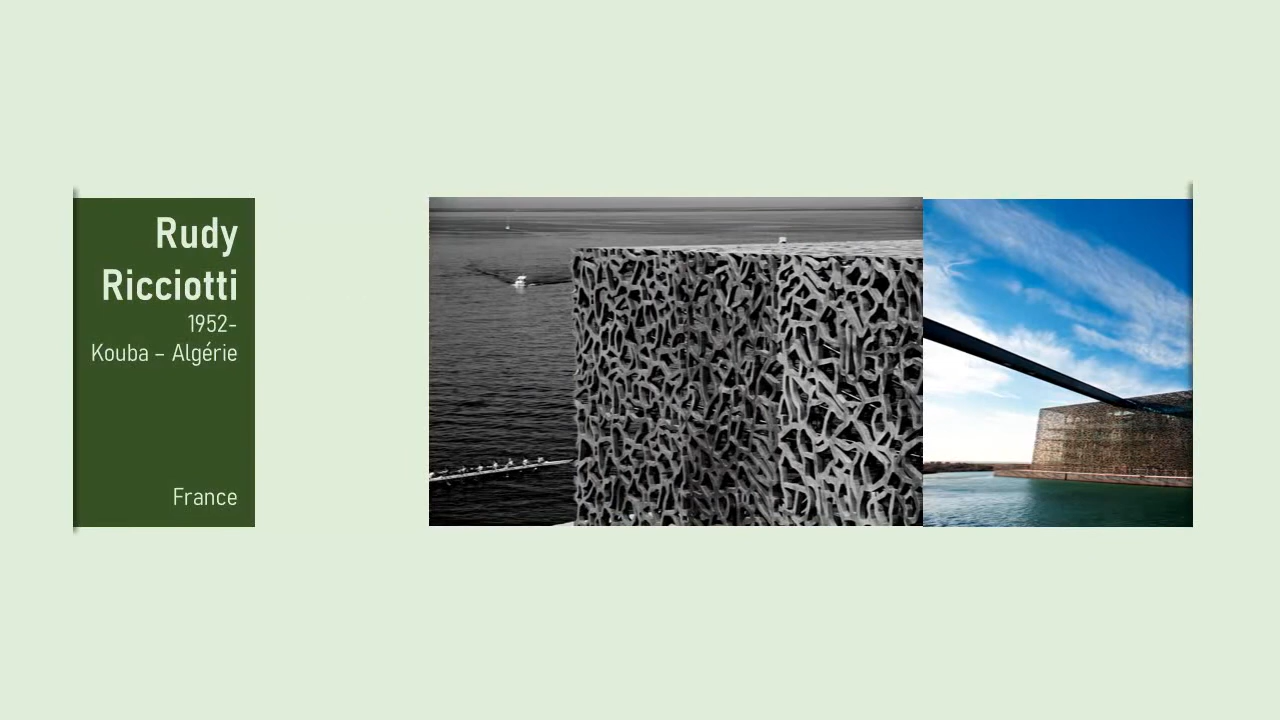 Rudy
Ricciotti
1952-
Kouba – Algérie
France